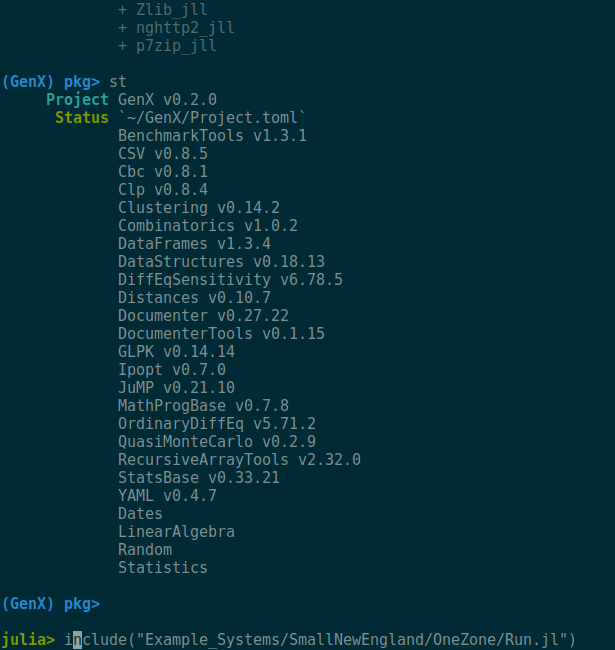 + Zlib_jll
+ nghttp2_jll
+ p7zip_jll
(GenX) pkg> st
Project GenX v0.2.0
Status `~/GenX/Project.toml`
BenchmarkTools v1.3.1
CSV v0.8.5
Cbc v0.8.1
Clp v0.8.4
Clustering v0.14.2
Combinatorics v1.0.2
DataFrames v1.3.4
DataStructures v0.18.13
DiffEqSensitivity v6.78.5
Distances v0.10.7
Documenter v0.27.22
DocumenterTools v0.1.15
GLPK v0.14.14
Ipopt v0.7.0
JuMP v0.21.10
MathProgBase v0.7.8
OrdinaryDiffEq v5.71.2
QuasiMonteCarlo v0.2.9
RecursiveArrayTools v2.32.0
StatsBase v0.33.21
YAML v0.4.7
Dates
LinearAlgebra
Random
Statistics
(GenX) pkg>
julia> include("Example_Systems/SmallNewEngland/OneZone/Run.jl")